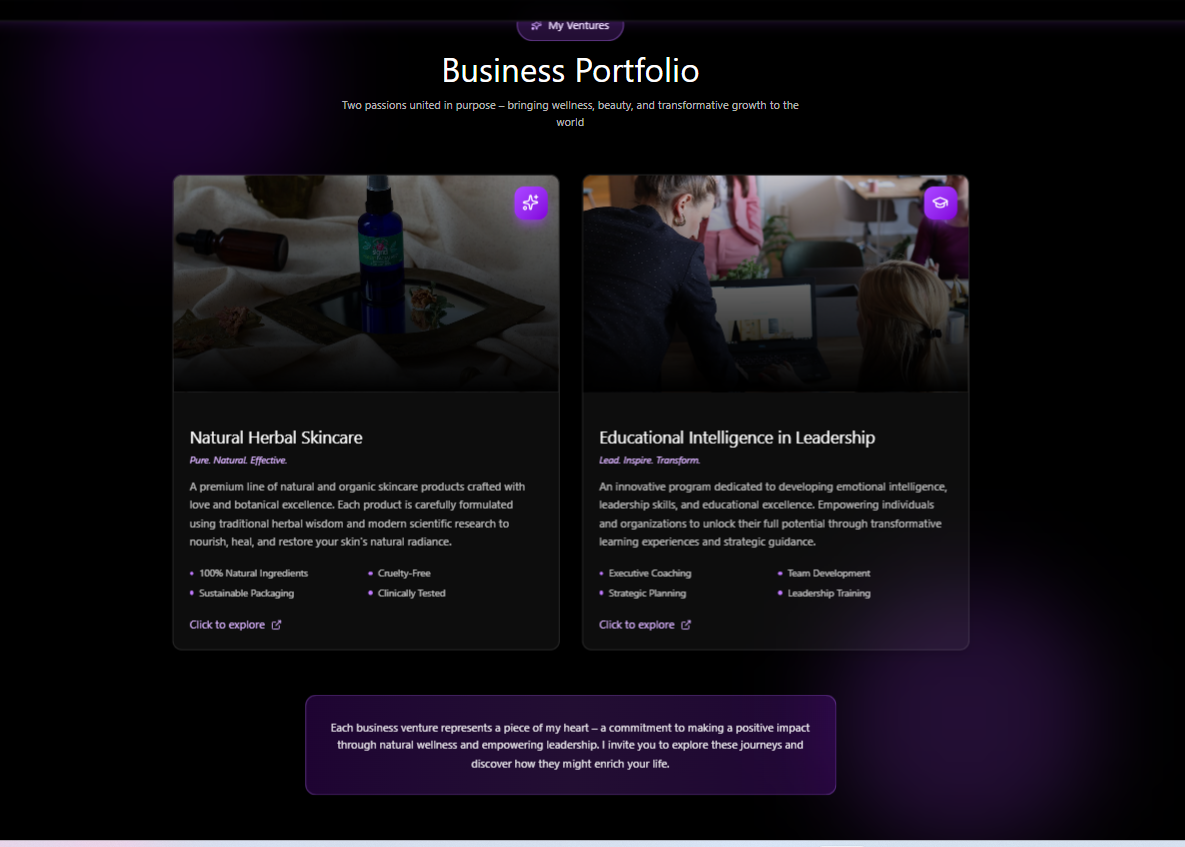 My Ventures
Business Portfolio
Two passions united in purpose – bringing wellness, beauty, and transformative growth to the
world
Natural Herbal Skincare
Pure. Natural. Effective.
A premium line of natural and organic skincare products crafted with
love and botanical excellence. Each product is carefully formulated
using traditional herbal wisdom and modern scientific research to
nourish, heal, and restore your skin's natural radiance.
• 100% Natural Ingredients
• Cruelty-Free
• Sustainable Packaging
• Clinically Tested
Click to explore
Educational Intelligence in Leadership
Lead. Inspire. Transform.
An innovative program dedicated to developing emotional intelligence,
leadership skills, and educational excellence. Empowering individuals
and organizations to unlock their full potential through transformative
learning experiences and strategic guidance.
• Executive Coaching
• Team Development
• Strategic Planning
• Leadership Training
Click to explore
Each business venture represents a piece of my heart – a commitment to making a positive impact
through natural wellness and empowering leadership. I invite you to explore these journeys and
discover how they might enrich your life.